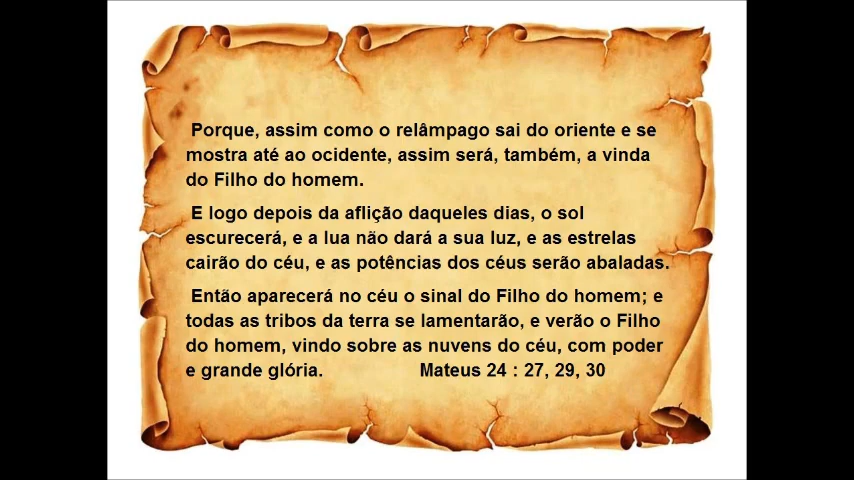 Porque, assim como o relâmpago sai do oriente e se
mostra até ao ocidente, assim será, também, a vinda
do Filho do homem.
E logo depois da aflição daqueles dias, o sol
escurecerá, e a lua não dará a sua luz, e as estrelas
cairão do céu, e as potências dos céus serão abaladas.
Então aparecerá no céu o sinal do Filho do homem; e
todas as tribos da terra se lamentarão, e verão o Filho
do homem, vindo sobre as nuvens do céu, com poder
e grande glória. Mateus 24 : 27, 29, 30